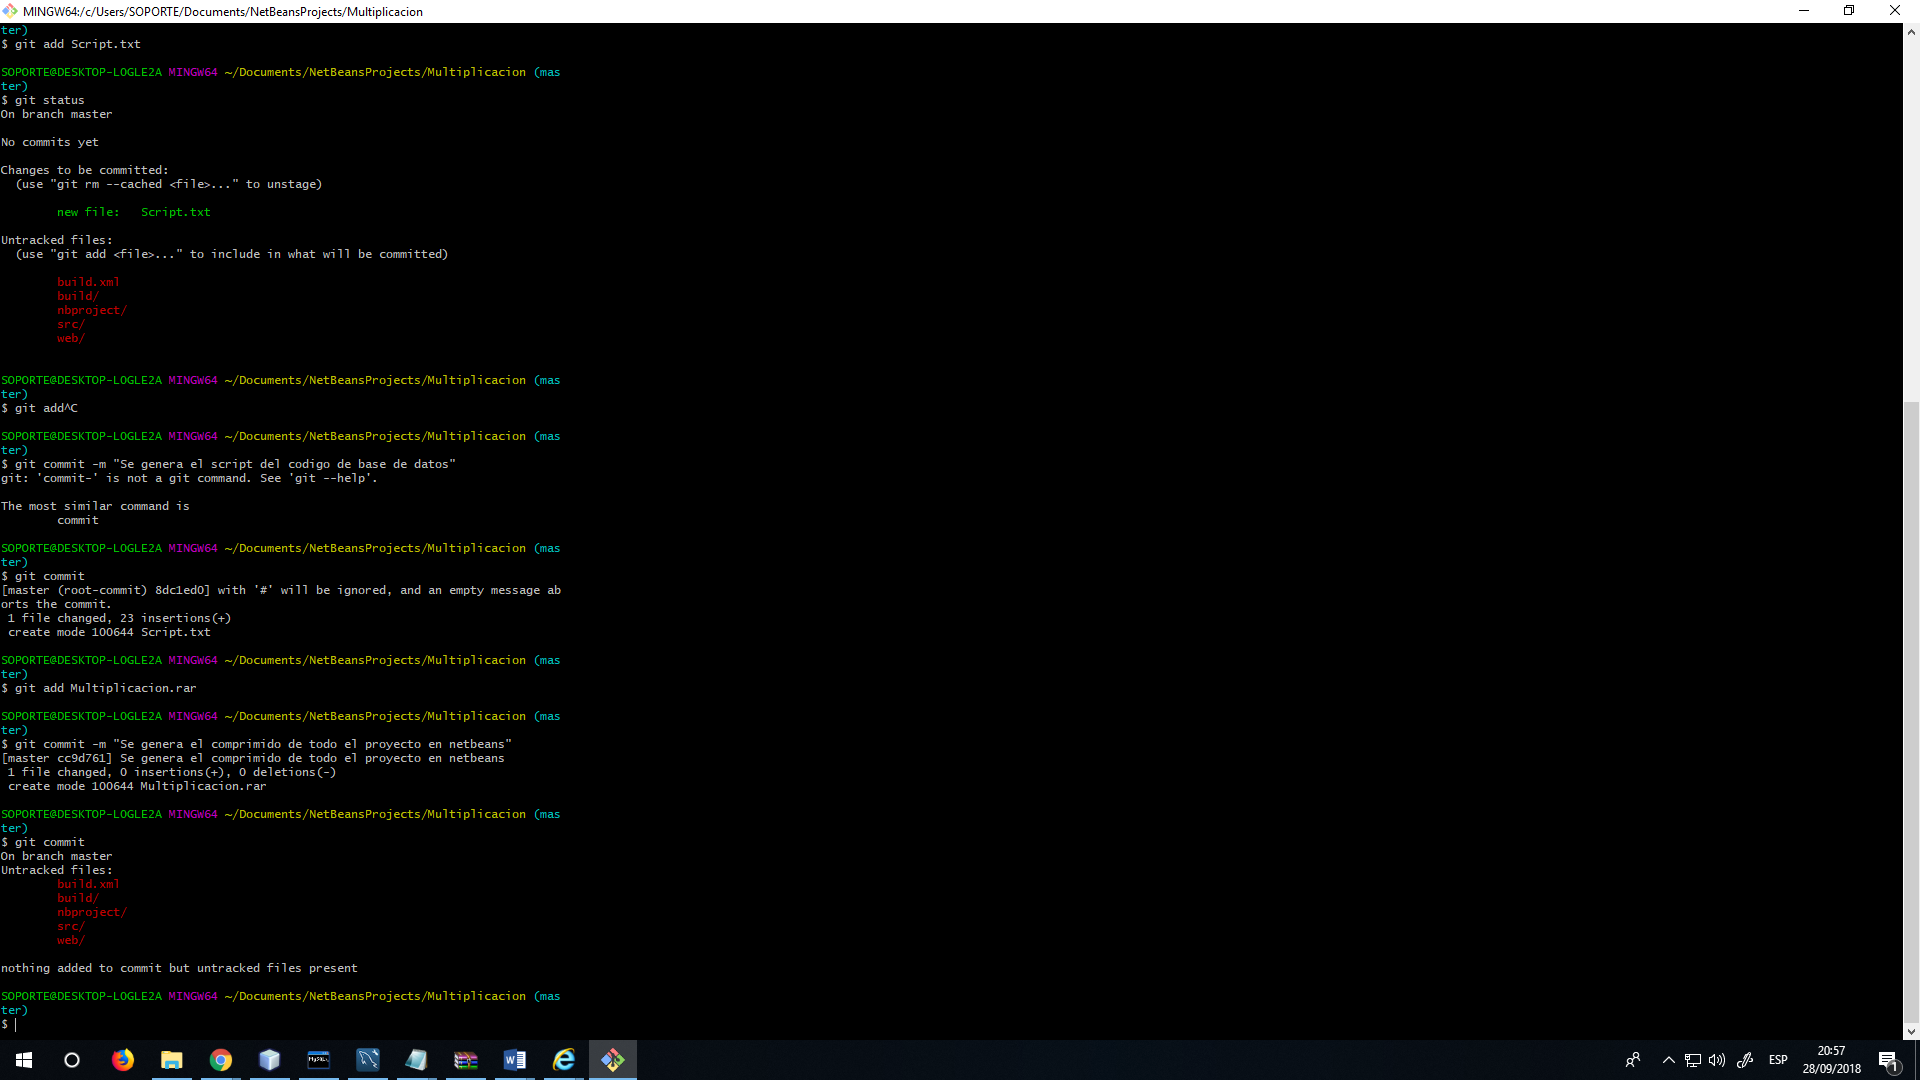 MINGW64:/c/Users/SOPORTE/Documents/NetBeansProjects/Multiplicacion
ter)
$ git add Script.txt
SOPORTE@DESKTOP-LOGLE2A MINGW64 ~/Documents/NetBeansProjects/Multiplicacion (mas
ter)
$ git status
On branch master
No commits yet
Changes to be committed:
(use "git rm --cached <file>..." to unstage)
new file:   Script.txt
Untracked files:
(use "git add <file>..." to include in what will be committed)
build.xml
build/
nbproject/
src/
web/
SOPORTE@DESKTOP-LOGLE2A MINGW64 ~/Documents/NetBeansProjects/Multiplicacion (mas
ter)
$ git add^C
SOPORTE@DESKTOP-LOGLE2A MINGW64 ~/Documents/NetBeansProjects/Multiplicacion (mas
ter)
$ git commit -m "Se genera el script del codigo de base de datos"
git: 'commit-' is not a git command. See 'git --help'.
The most similar command is
commit
SOPORTE@DESKTOP-LOGLE2A MINGW64 ~/Documents/NetBeansProjects/Multiplicacion (mas
ter)
$ git commit
[master (root-commit) 8dc1ed0] with '#' will be ignored, and an empty message ab
orts the commit.
1 file changed, 23 insertions(+)
create mode 100644 Script.txt
SOPORTE@DESKTOP-LOGLE2A MINGW64 ~/Documents/NetBeansProjects/Multiplicacion (mas
ter)
$ git add Multiplicacion.rar
SOPORTE@DESKTOP-LOGLE2A MINGW64 ~/Documents/NetBeansProjects/Multiplicacion (mas
ter)
$ git commit -m "Se genera el comprimido de todo el proyecto en netbeans"
[master cc9d761] Se genera el comprimido de todo el proyecto en netbeans
1 file changed, 0 insertions(+), 0 deletions(-)
create mode 100644 Multiplicacion.rar
SOPORTE@DESKTOP-LOGLE2A MINGW64 ~/Documents/NetBeansProjects/Multiplicacion (mas
ter)
$ git commit
On branch master
Untracked files:
build.xml
build/
nbproject/
src/
web/
nothing added to commit but untracked files present
SOPORTE@DESKTOP-LOGLE2A MINGW64 ~/Documents/NetBeansProjects/Multiplicacion (mas
ter)
$
MySQL
ESP
20:57
28/09/2018
1